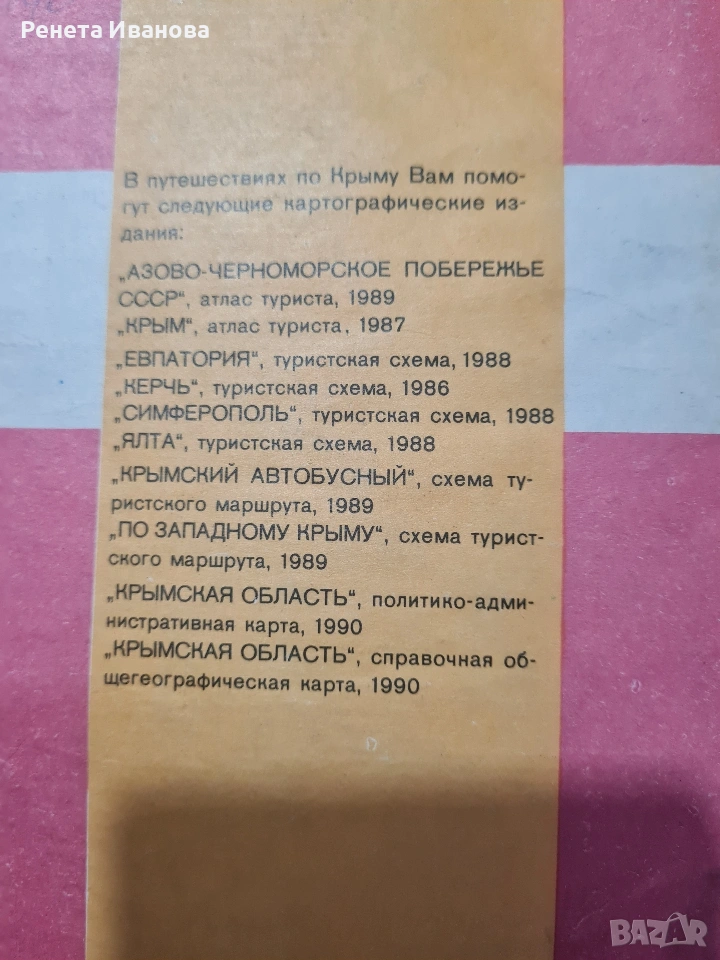 Ренета Иванова
В путешествиях по Крыму Вам помо-
гут следующие картографические из-
дания:
„АЗОВО-ЧЕРНОМОРСКОЕ ПОБЕРЕЖЬЕ
СССР“, атлас туриста, 1989
„КРЫМ“, атлас туриста, 1987
„ЕВПАТОРИЯ“, туристская схема, 1988
„КЕРЧЬ“, туристская схема, 1986
„СИМФЕРОПОЛЬ“, туристская схема, 1988
„ЯЛТА“, туристская схема, 1988
„КРЫМСКИЙ АВТОБУСНЫЙ“, схема ту-
ристского маршрута, 1989
„ПО ЗАПАДНОМУ КРЫМУ“, схема турист-
ского маршрута, 1989
„КРЫМСКАЯ ОБЛАСТЬ“, политико-адми-
нистративная карта, 1990
„КРЫМСКАЯ ОБЛАСТЬ“, справочная об-
щегеографическая карта, 1990
BAZAR